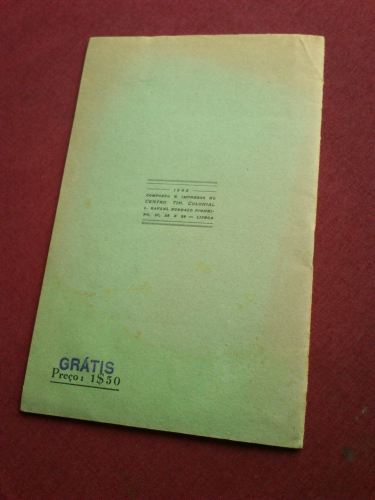 COMPOSTO E IMPRESSO NO
CENTRO TIP. COLONIAL
L. RAFAEL BORDALO PINHEIRO
— LISBOA
GRÁTIS
Preço: 1$50